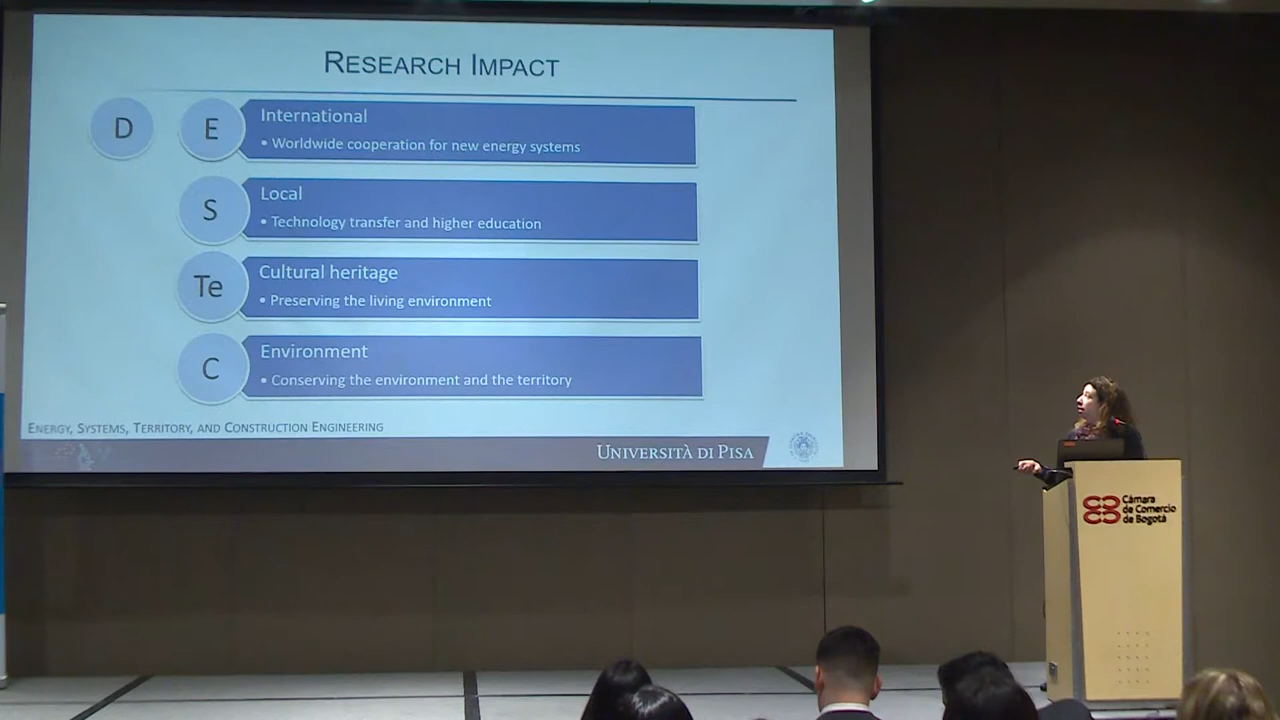 RESEARCH IMPACT
D
E
International
• Worldwide cooperation for new energy systems
S
Local
• Technology transfer and higher education
Te
Cultural heritage
• Preserving the living environment
C
Environment
• Conserving the environment and the territory
ENERGY, SYSTEMS, TERRITORY, AND CONSTRUCTION ENGINEERING
UNIVERSITÀ DI PISA
Cámara
de Comercio
de Bogotá